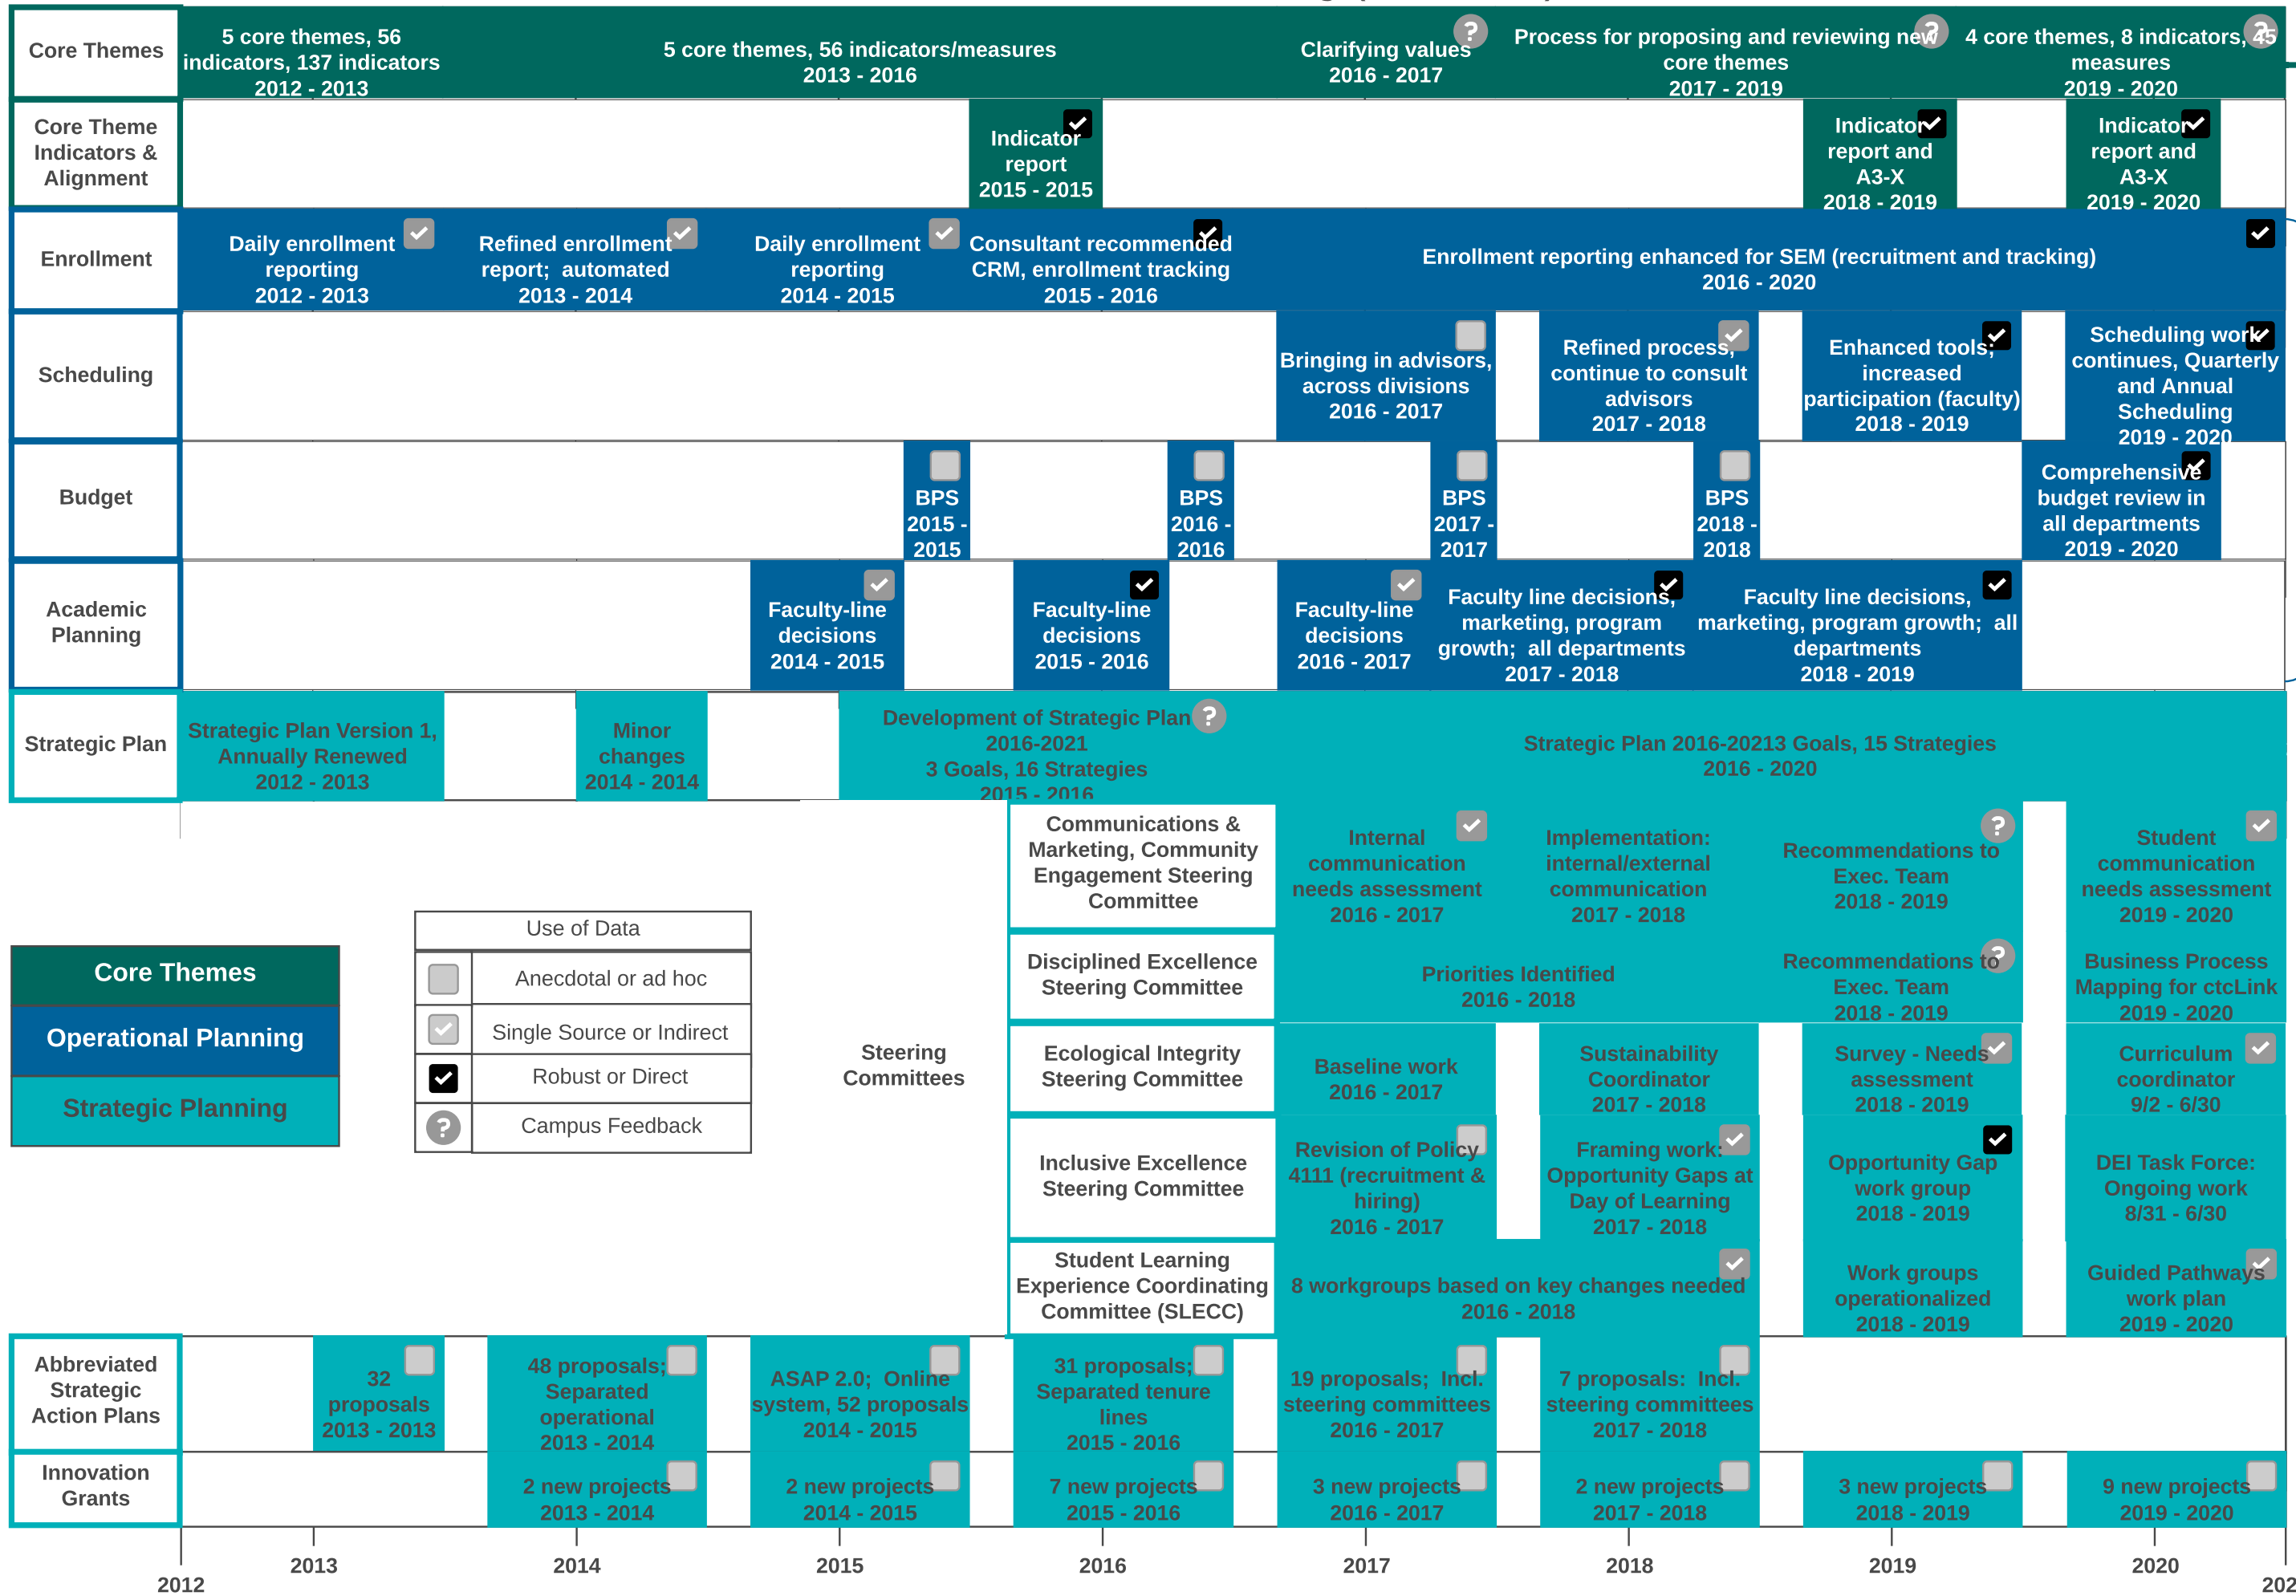 Core Themes
5 core themes, 56
indicators, 137 indicators
2012 - 2013
5 core themes, 56 indicators/measures
2013 - 2016
Clarifying values
2016 - 2017
?
Process for proposing and reviewing new
core themes
2017 - 2019
?
4 core themes, 8 indicators, 45
measures
2019 - 2020
?
Core Theme
Indicators &
Alignment
Indicator
report
2015 - 2015
Indicator
report and
A3-X
2018 - 2019
Indicator
report and
A3-X
2019 - 2020
Enrollment
Daily enrollment
reporting
2012 - 2013
Refined enrollment
report;  automated
2013 - 2014
Daily enrollment
reporting
2014 - 2015
Consultant recommended
CRM, enrollment tracking
2015 - 2016
Enrollment reporting enhanced for SEM (recruitment and tracking)
2016 - 2020
Scheduling
Bringing in advisors,
across divisions
2016 - 2017
Refined process,
continue to consult
advisors
2017 - 2018
Enhanced tools;
increased
participation (faculty)
2018 - 2019
Scheduling work
continues, Quarterly
and Annual
Scheduling
2019 - 2020
Budget
BPS
2015 -
2015
BPS
2016 -
2016
BPS
2017 -
2017
BPS
2018 -
2018
Comprehensive
budget review in
all departments
2019 - 2020
Academic
Planning
Faculty-line
decisions
2014 - 2015
Faculty-line
decisions
2015 - 2016
Faculty-line
decisions
2016 - 2017
Faculty line decisions,
marketing, program
growth;  all departments
2017 - 2018
Faculty line decisions,
marketing, program growth;  all
departments
2018 - 2019
Strategic Plan
Strategic Plan Version 1,
Annually Renewed
2012 - 2013
Minor
changes
2014 - 2014
Development of Strategic Plan
2016-2021
3 Goals, 16 Strategies
2015 - 2016
?
Strategic Plan 2016-20213 Goals, 15 Strategies
2016 - 2020
Steering
Committees
Communications &
Marketing, Community
Engagement Steering
Committee
Internal
communication
needs assessment
2016 - 2017
Implementation:
internal/external
communication
2017 - 2018
Recommendations to
Exec. Team
2018 - 2019
?
Student
communication
needs assessment
2019 - 2020
Disciplined Excellence
Steering Committee
Priorities Identified
2016 - 2018
Recommendations to
Exec. Team
2018 - 2019
?
Business Process
Mapping for ctcLink
2019 - 2020
Ecological Integrity
Steering Committee
Baseline work
2016 - 2017
Sustainability
Coordinator
2017 - 2018
Survey - Needs
assessment
2018 - 2019
Curriculum
coordinator
9/2 - 6/30
Inclusive Excellence
Steering Committee
Revision of Policy
4111 (recruitment &
hiring)
2016 - 2017
Framing work:
Opportunity Gaps at
Day of Learning
2017 - 2018
Opportunity Gap
work group
2018 - 2019
DEI Task Force:
Ongoing work
8/31 - 6/30
Student Learning
Experience Coordinating
Committee (SLECC)
8 workgroups based on key changes needed
2016 - 2018
Work groups
operationalized
2018 - 2019
Guided Pathways
work plan
2019 - 2020
Core Themes
Operational Planning
Strategic Planning
Use of Data
Anecdotal or ad hoc
Single Source or Indirect
Robust or Direct
? Campus Feedback
Abbreviated
Strategic
Action Plans
32
proposals
2013 - 2013
48 proposals;
Separated
operational
2013 - 2014
ASAP 2.0;  Online
system, 52 proposals
2014 - 2015
31 proposals;
Separated tenure
lines
2015 - 2016
19 proposals;  Incl.
steering committees
2016 - 2017
7 proposals:  Incl.
steering committees
2017 - 2018
Innovation
Grants
2 new projects
2013 - 2014
2 new projects
2014 - 2015
7 new projects
2015 - 2016
3 new projects
2016 - 2017
2 new projects
2017 - 2018
3 new projects
2018 - 2019
9 new projects
2019 - 2020
2012
2013
2014
2015
2016
2017
2018
2019
2020